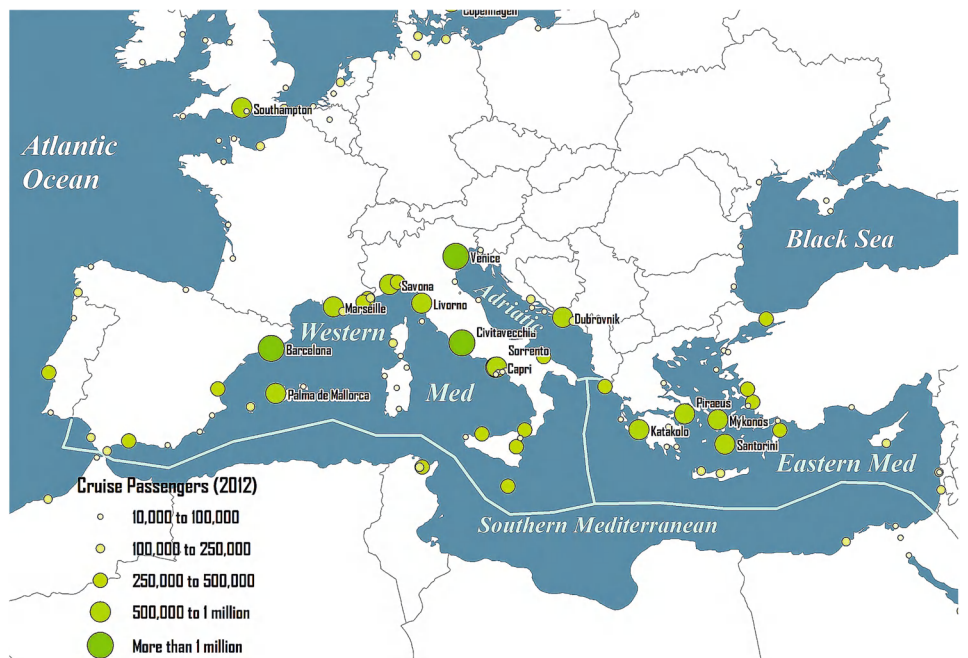 Copenhagen
Southampton
Atlantic
Ocean
Black Sea
Venice
Savona
Marseille
Livorno
Adriatic
Dubrovnik
Western
Civitavecchia
Barcelona
Sorrento
Capri
Palma de Mallorca
Med
Piraeus
Mykonos
Katakolo
Santorini
Eastern Med
Cruise Passengers (2012)
10,000 to 100,000
Southern Mediterranean
100,000 to 250,000
250,000 to 500,000
500,000 to 1 million
More than 1 million